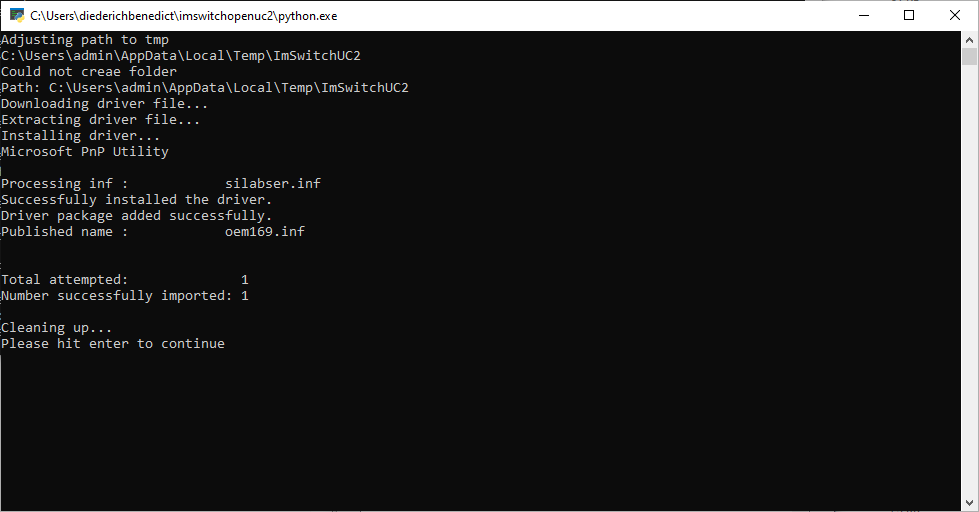 C:\Users\diederichbenedict\imswitchopenuc2\python.exe
Adjusting path to tmp
C:\Users\admin\AppData\Local\Temp\ImSwitchUC2
Could not creae folder
Path: C:\Users\admin\AppData\Local\Temp\ImSwitchUC2
Downloading driver file...
Extracting driver file...
Installing driver...
Microsoft PnP Utility
Processing inf :            silabser.inf
Successfully installed the driver.
Driver package added successfully.
Published name :            oem169.inf
Total attempted:              1
Number successfully imported: 1
Cleaning up...
Please hit enter to continue